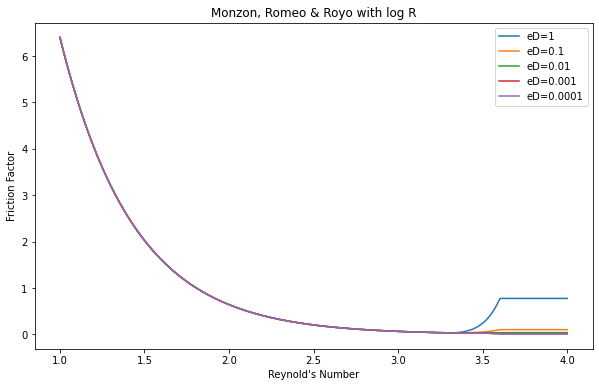 Monzon, Romeo & Royo with log R
eD=1
eD=0.1
eD=0.01
eD=0.001
eD=0.0001
Friction Factor
6
5
4
3
2
1
0
1.0 1.5 2.0 2.5 3.0 3.5 4.0
Reynold's Number